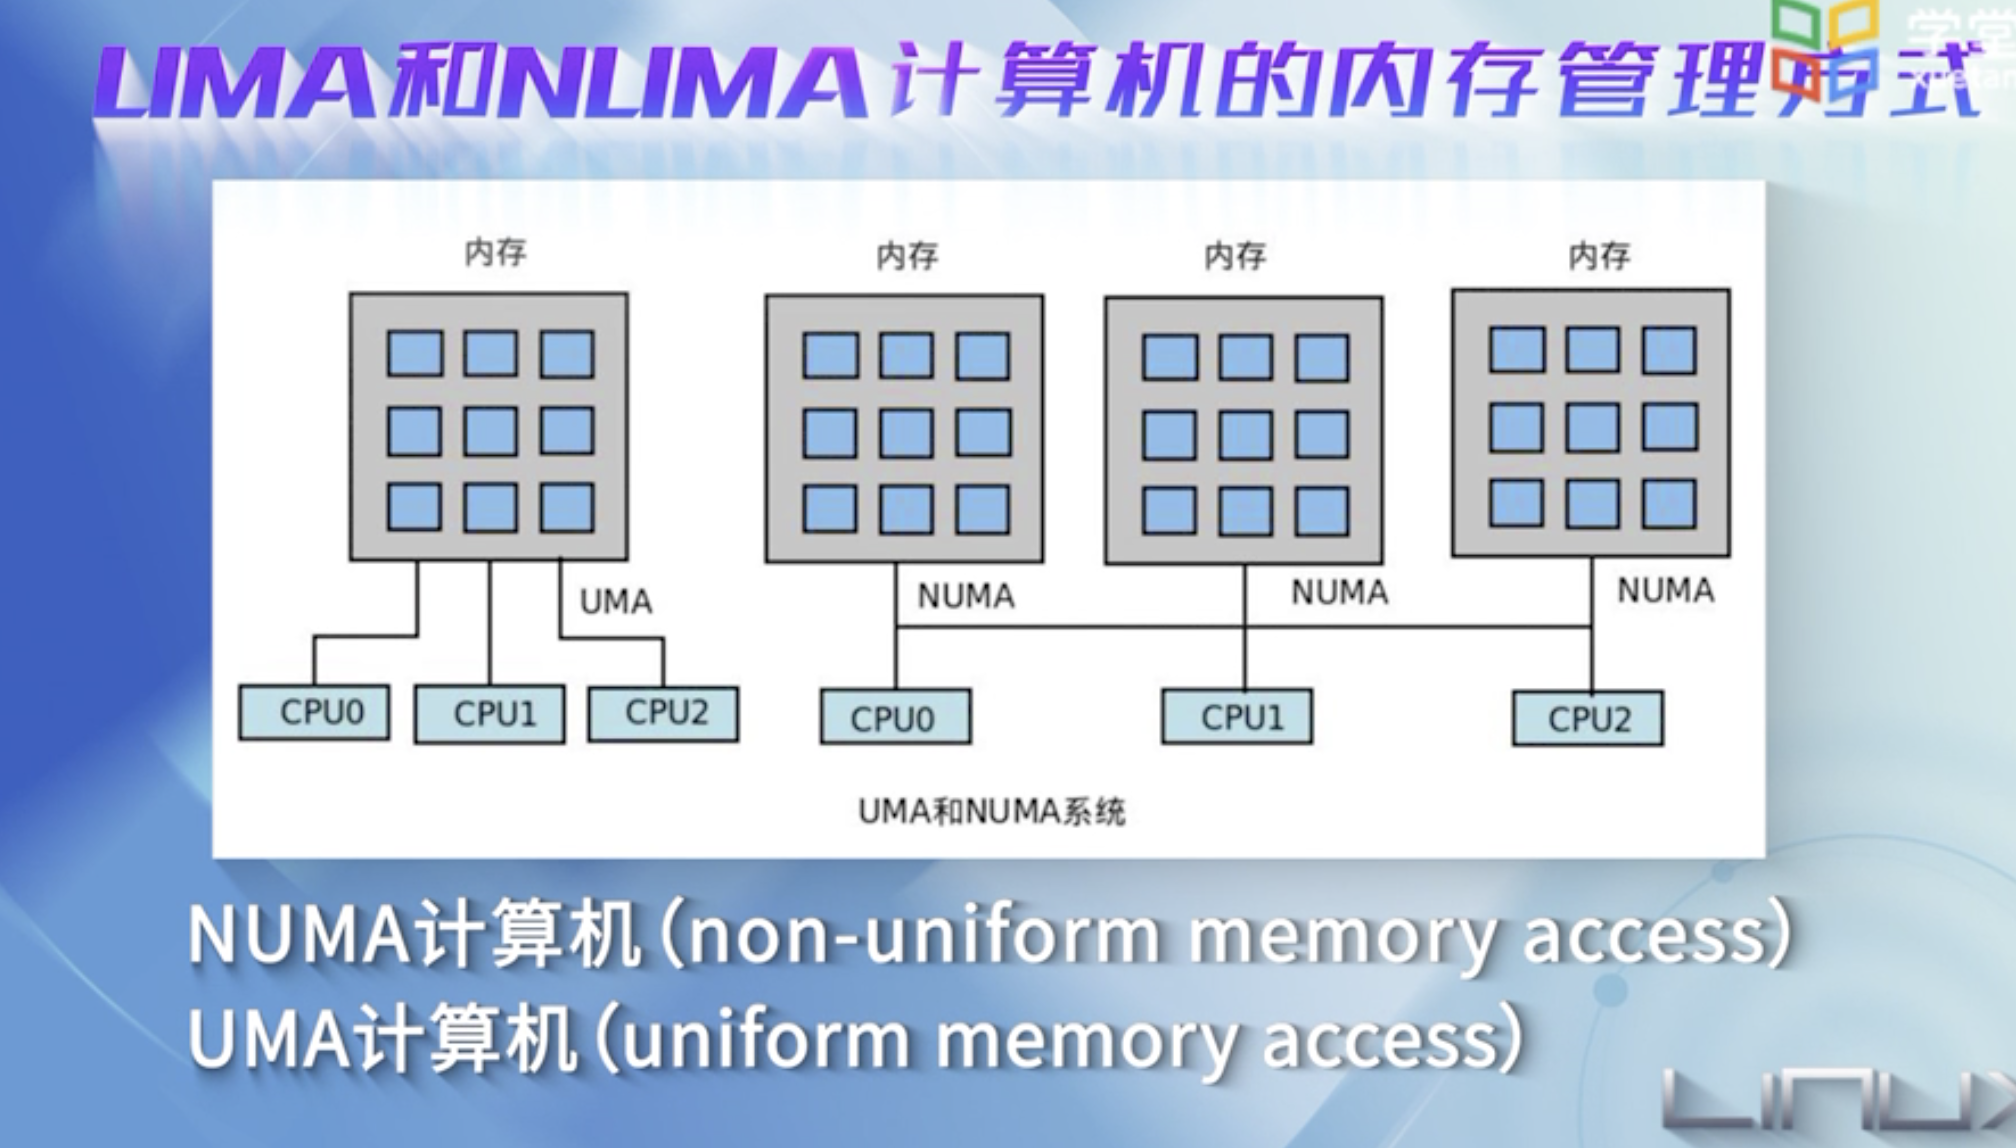 UMA和NUMA计算机的内存管理方式
学堂
xuetan
内存 内存 内存 内存
UMA NUMA NUMA NUMA
CPU0 CPU1 CPU2 CPU0 CPU1 CPU2
UMA和NUMA系统
NUMA计算机(non-uniform memory access)
UMA计算机(uniform memory access)
LINUX